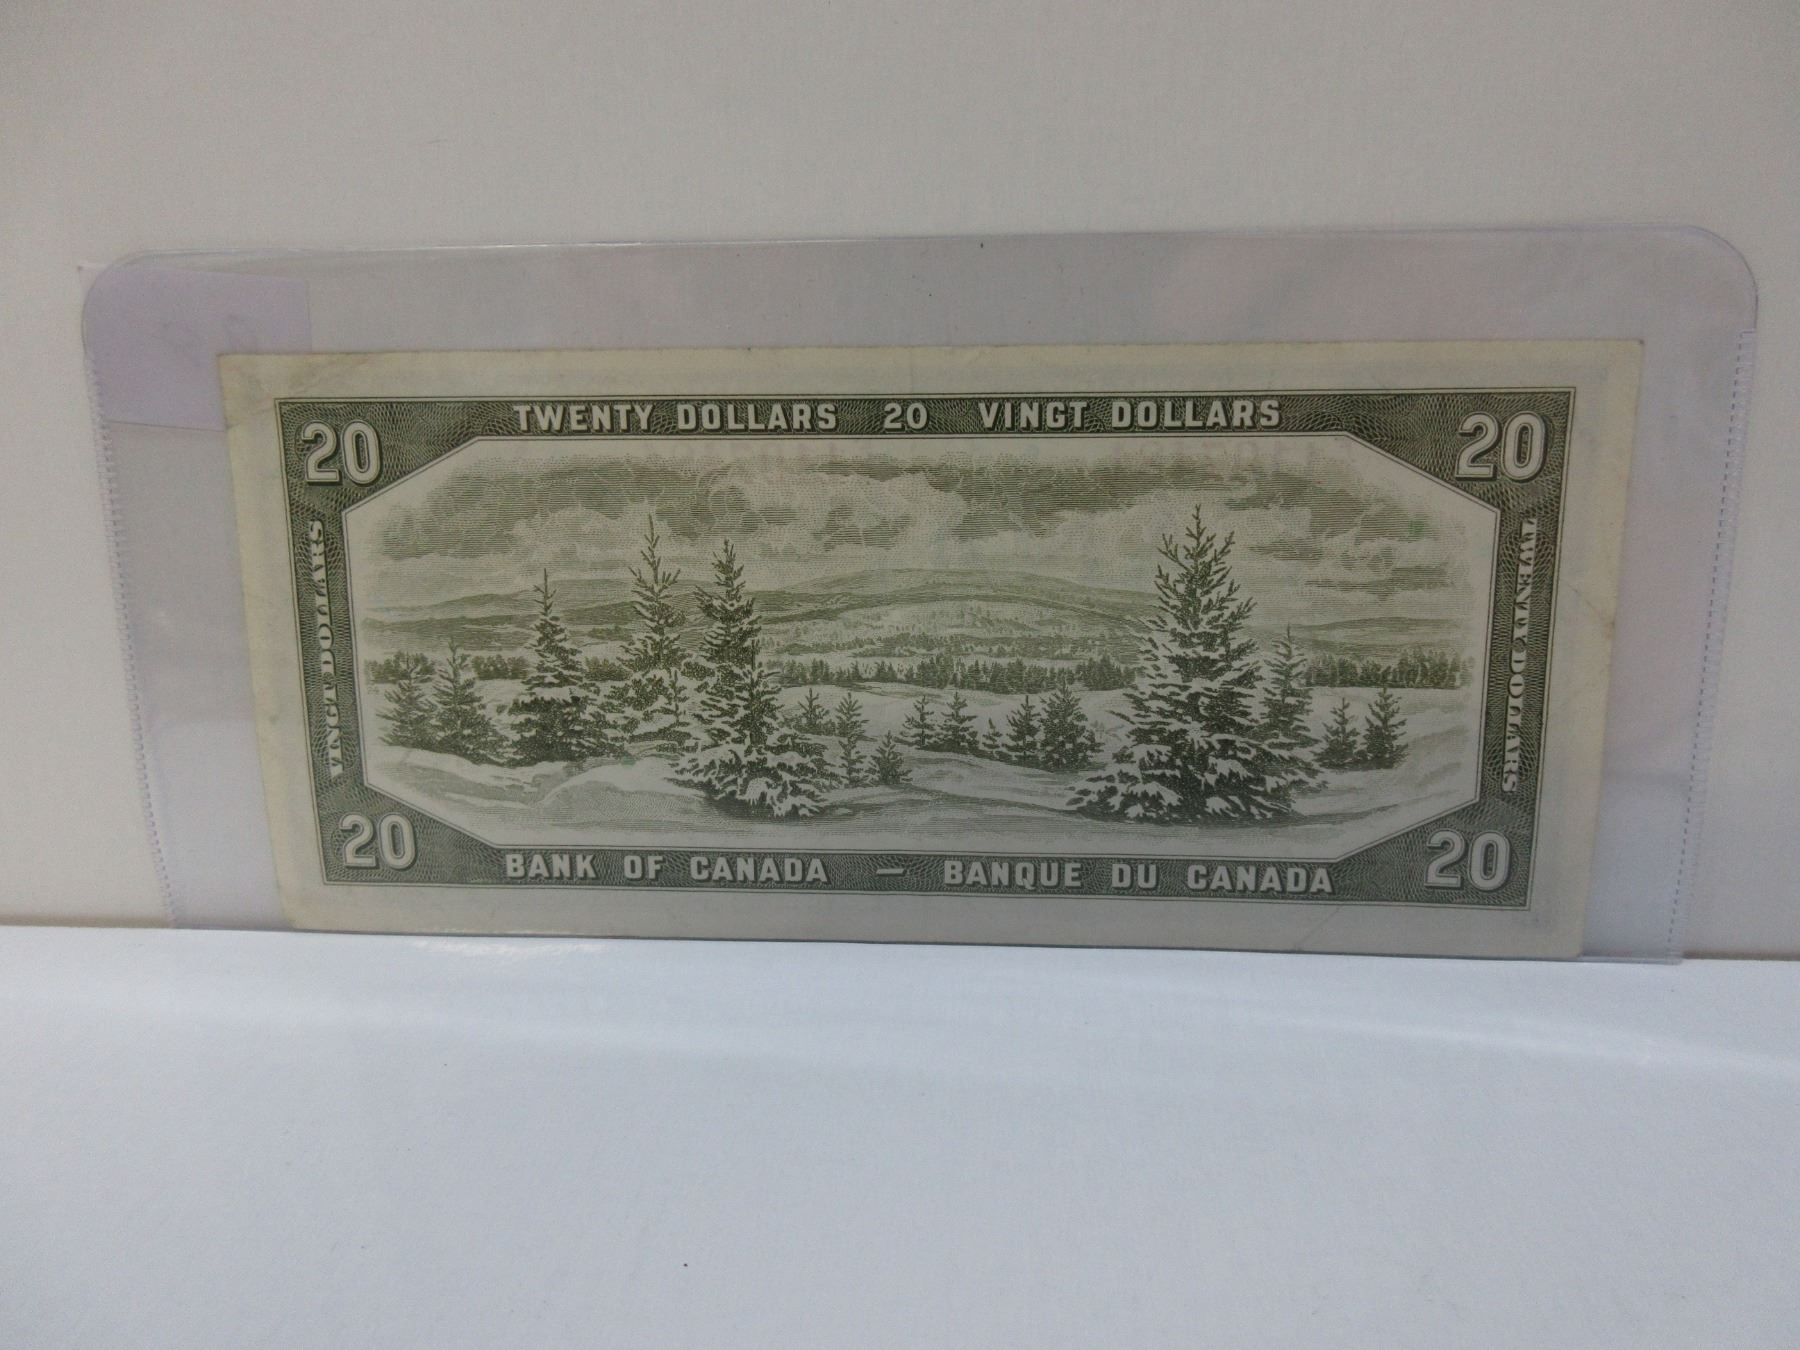 TWENTY DOLLARS 20 VINGT DOLLARS
20
20
VINGT DOLLARS
TWENTY DOLLARS
20
20
BANK OF CANADA — BANQUE DU CANADA